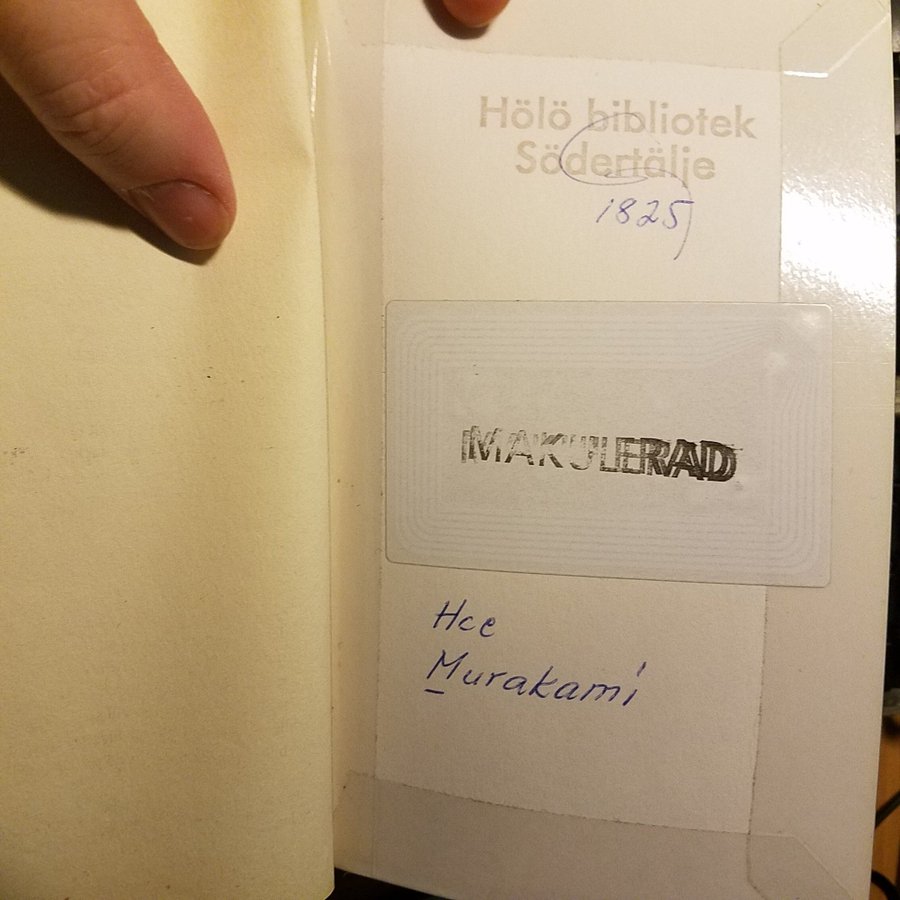 Hölö bibliotek
Södertälje
1825
MAKULERAD
Hce
Murakami